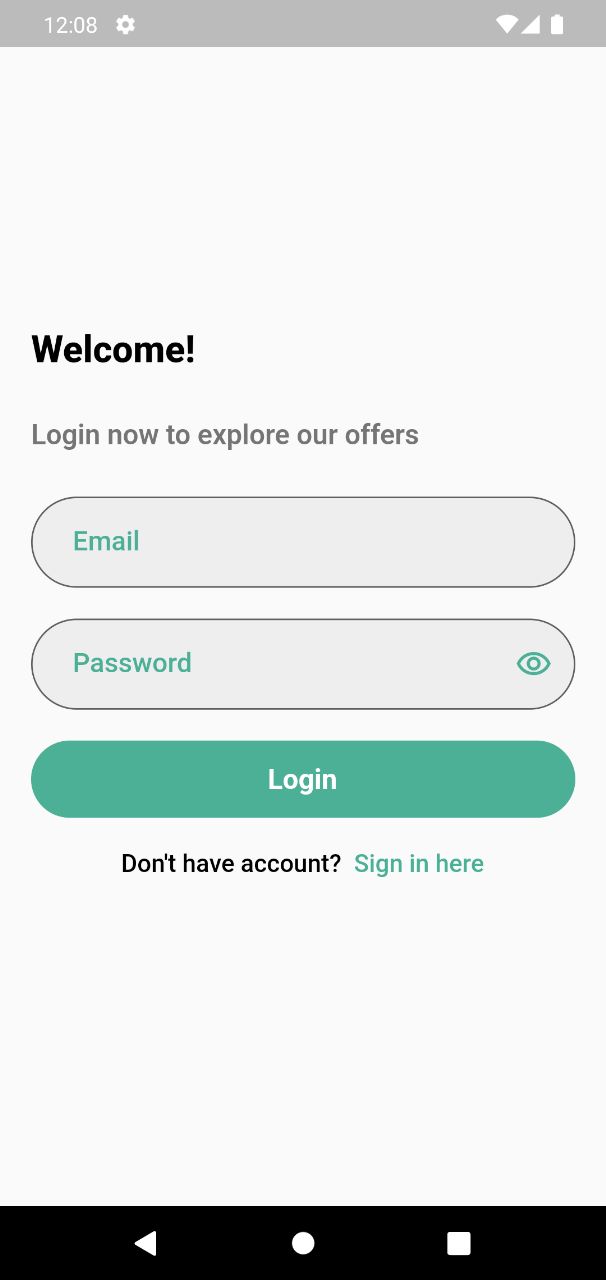 12:08
Welcome!
Login now to explore our offers
Email
Password
Login
Don't have account? Sign in here